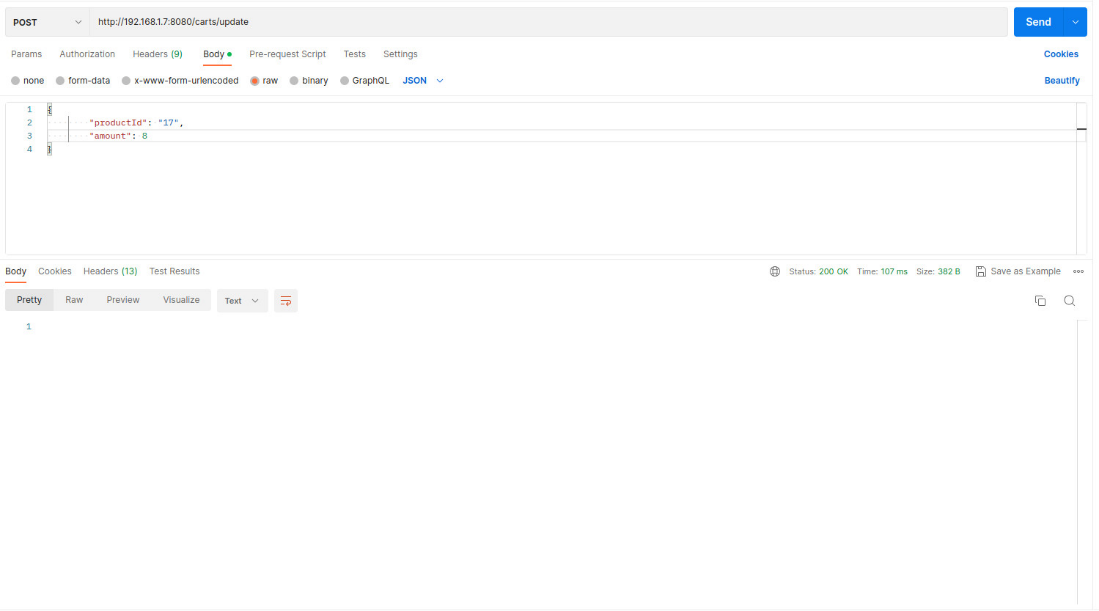 POST http://192.168.1.7:8080/carts/update Send
Params Authorization Headers (9) Body Pre-request Script Tests Settings Cookies
none form-data x-www-form-urlencoded raw binary GraphQL JSON Beautify
1 {
2 "productId": "17",
3 "amount": 8
4 }
Body Cookies Headers (13) Test Results Status: 200 OK Time: 107 ms Size: 382 B Save as Example
Pretty Raw Preview Visualize Text
1